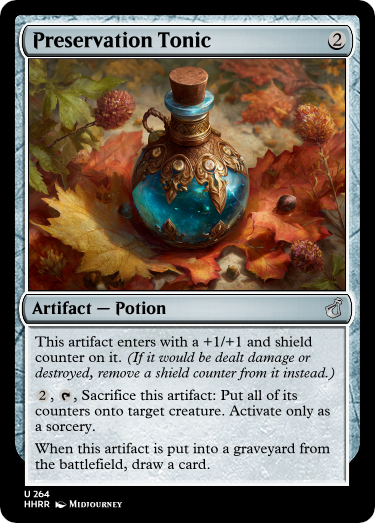 Preservation Tonic 2
Artifact — Potion
This artifact enters with a +1/+1 and shield
counter on it. (If it would be dealt damage or
destroyed, remove a shield counter from it instead.)
2 , , Sacrifice this artifact: Put all of its
counters onto target creature. Activate only as
a sorcery.
When this artifact is put into a graveyard from
the battlefield, draw a card.
U 264
HHRR Midjourney